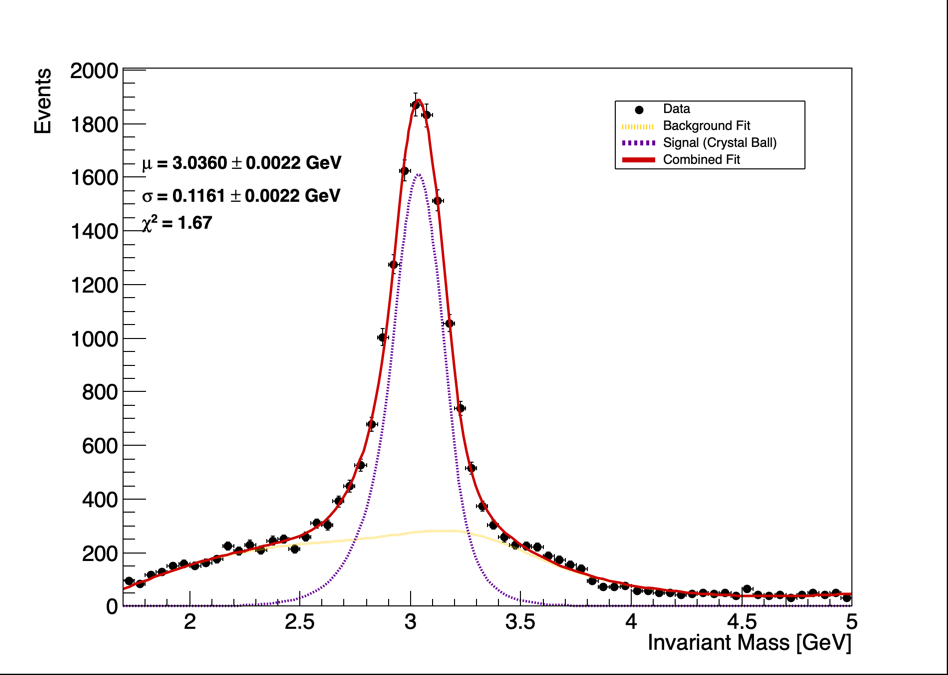 Events
2000
1800
1600
1400
1200
1000
800
600
400
200
0
μ = 3.0360 ± 0.0022 GeV
σ = 0.1161 ± 0.0022 GeV
χ² = 1.67
Data
Background Fit
Signal (Crystal Ball)
Combined Fit
2 2.5 3 3.5 4 4.5 5
Invariant Mass [GeV]